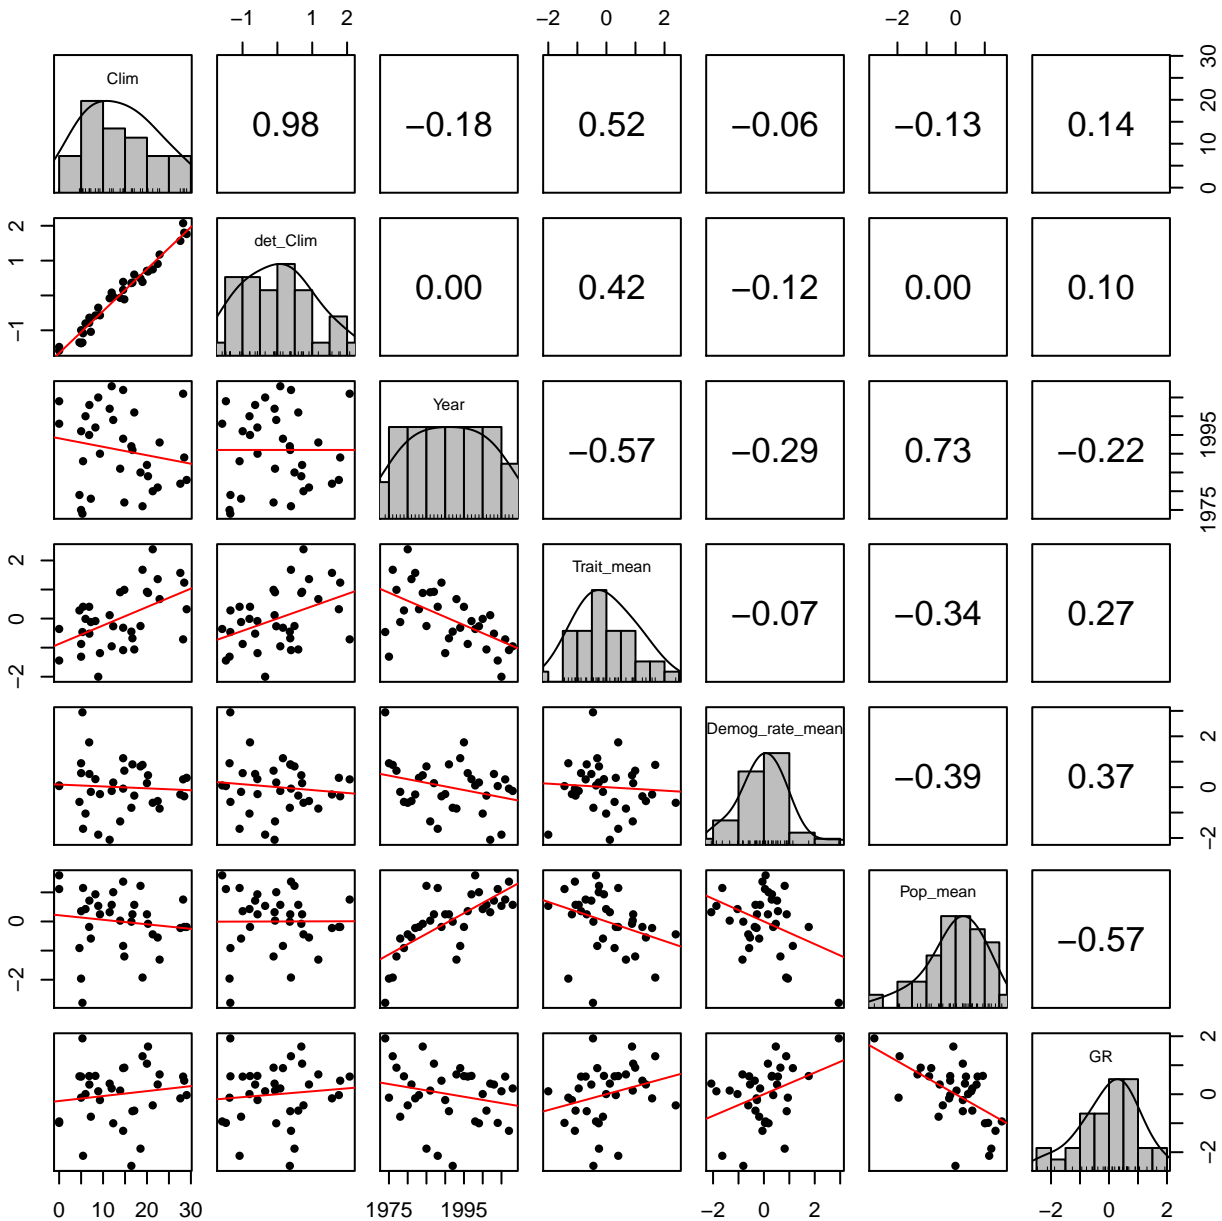 −1 1 2 −2 0 2 −2 0
Clim 0.98 −0.18 0.52 −0.06 −0.13 0.14 0 10 20 30
−1 1 2 det_Clim 0.00 0.42 −0.12 0.00 0.10
Year −0.57 −0.29 0.73 −0.22 1975 1995
−2 0 2 Trait_mean −0.07 −0.34 0.27
Demog_rate_mean −0.39 0.37 −2 0 2
−2 0 Pop_mean −0.57
GR −2 0 2
0 10 20 30 1975 1995 −2 0 2 −2 0 2